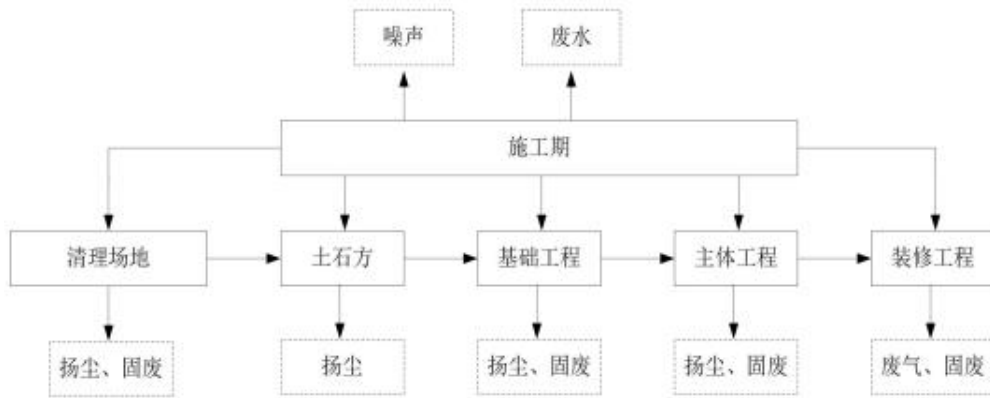 噪声
废水
施工期
清理场地
土石方
基础工程
主体工程
装修工程
扬尘、固废
扬尘
扬尘、固废
扬尘、固废
废气、固废